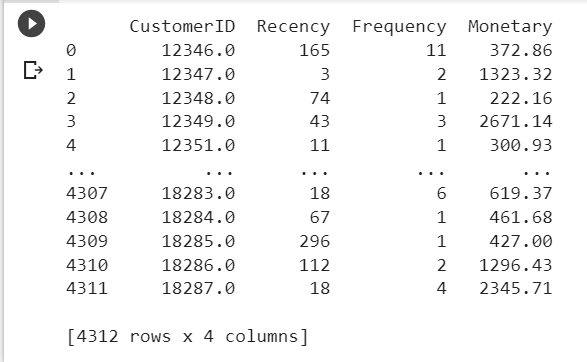 CustomerID Recency Frequency Monetary
0 12346.0 165 11 372.86
1 12347.0 3 2 1323.32
2 12348.0 74 1 222.16
3 12349.0 43 3 2671.14
4 12351.0 11 1 300.93
... ... ... ... ...
4307 18283.0 18 6 619.37
4308 18284.0 67 1 461.68
4309 18285.0 296 1 427.00
4310 18286.0 112 2 1296.43
4311 18287.0 18 4 2345.71
[4312 rows x 4 columns]